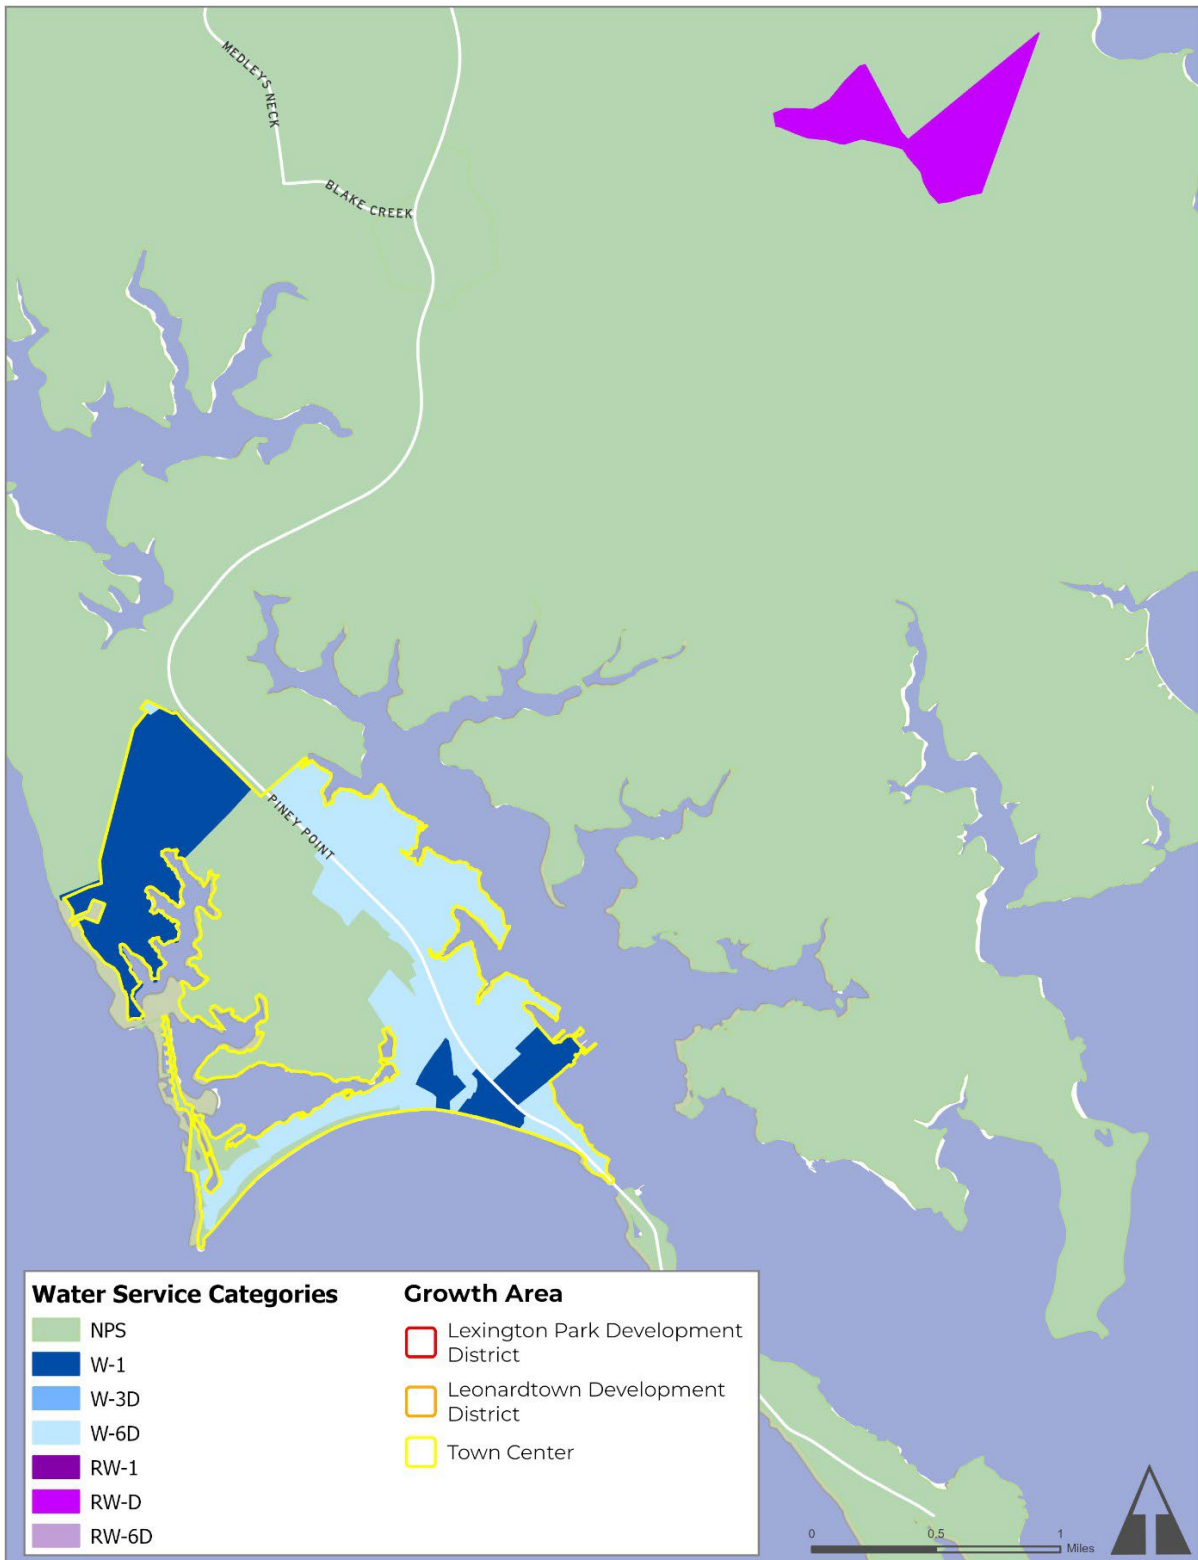 MEDLEYS NECK
BLAKE CREEK
PINEY POINT
Water Service Categories
NPS
W-1
W-3D
W-6D
RW-1
RW-D
RW-6D
Growth Area
Lexington Park Development
District
Leonardtown Development
District
Town Center
0 0.5 1
Miles